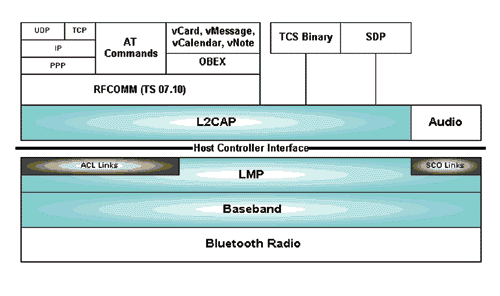 UDP TCP
IP
PPP
AT
Commands
vCard, vMessage,
vCalendar, vNote
OBEX
TCS Binary
SDP
RFCOMM (TS 07.10)
L2CAP
Audio
Host Controller Interface
ACL Links
LMP
SCO Links
Baseband
Bluetooth Radio